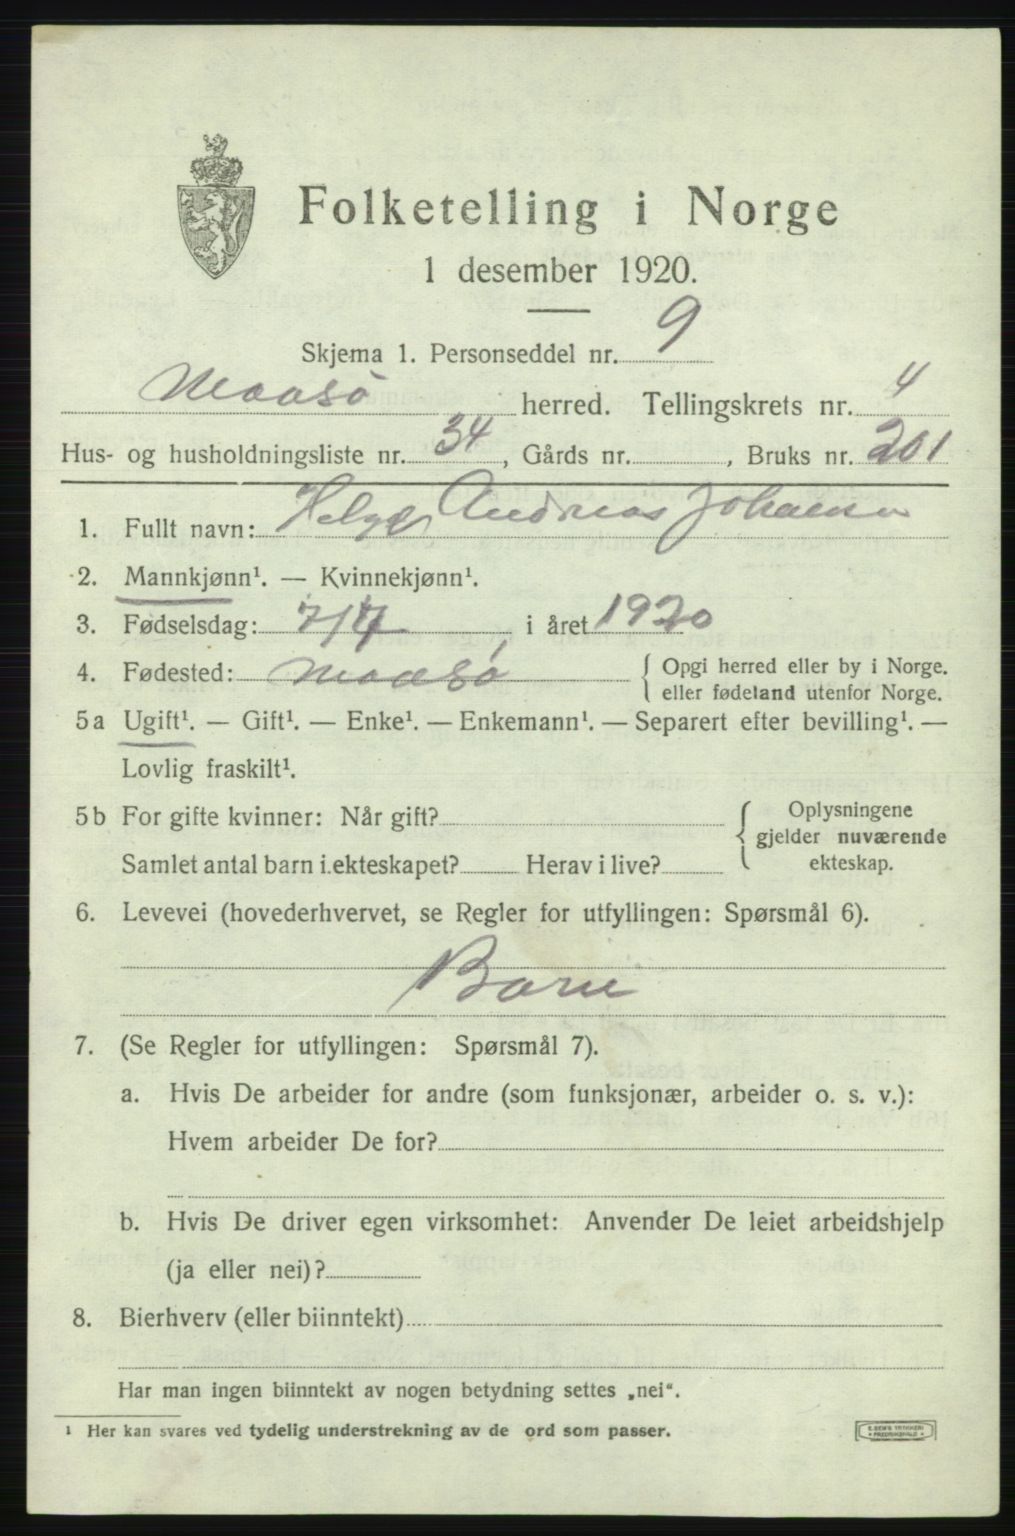 Folketelling i Norge
1 desember 1920.
Skjema 1. Personseddel nr. 9
Maasø herred. Tellingskrets nr. 4
Hus- og husholdningsliste nr. 34, Gårds nr. , Bruks nr. 201
1. Fullt navn: Helge Andreas Johansen
2. Mannkjønn¹. — Kvinnekjønn¹.
3. Fødselsdag: 7/7 i året 1920
4. Fødested: Maasø { Opgi herred eller by i Norge.
eller fødeland utenfor Norge.
5a Ugift¹. — Gift¹. — Enke¹. — Enkemann¹. — Separert efter bevilling¹. —
Lovlig fraskilt¹.
5b For gifte kvinner: Når gift? { Oplysningene
gjelder nuværende
Samlet antal barn i ekteskapet? Herav i live? ekteskap.
6. Levevei (hovederhvervet, se Regler for utfyllingen: Spørsmål 6).
Barn
7. (Se Regler for utfyllingen: Spørsmål 7).
a. Hvis De arbeider for andre (som funksjonær, arbeider o. s. v.):
Hvem arbeider De for?
b. Hvis De driver egen virksomhet: Anvender De leiet arbeidshjelp
(ja eller nei)?
8. Bierhverv (eller biinntekt)
Har man ingen biinntekt av nogen betydning settes „nei“.
¹ Her kan svares ved tydelig understrekning av de ord som passer.